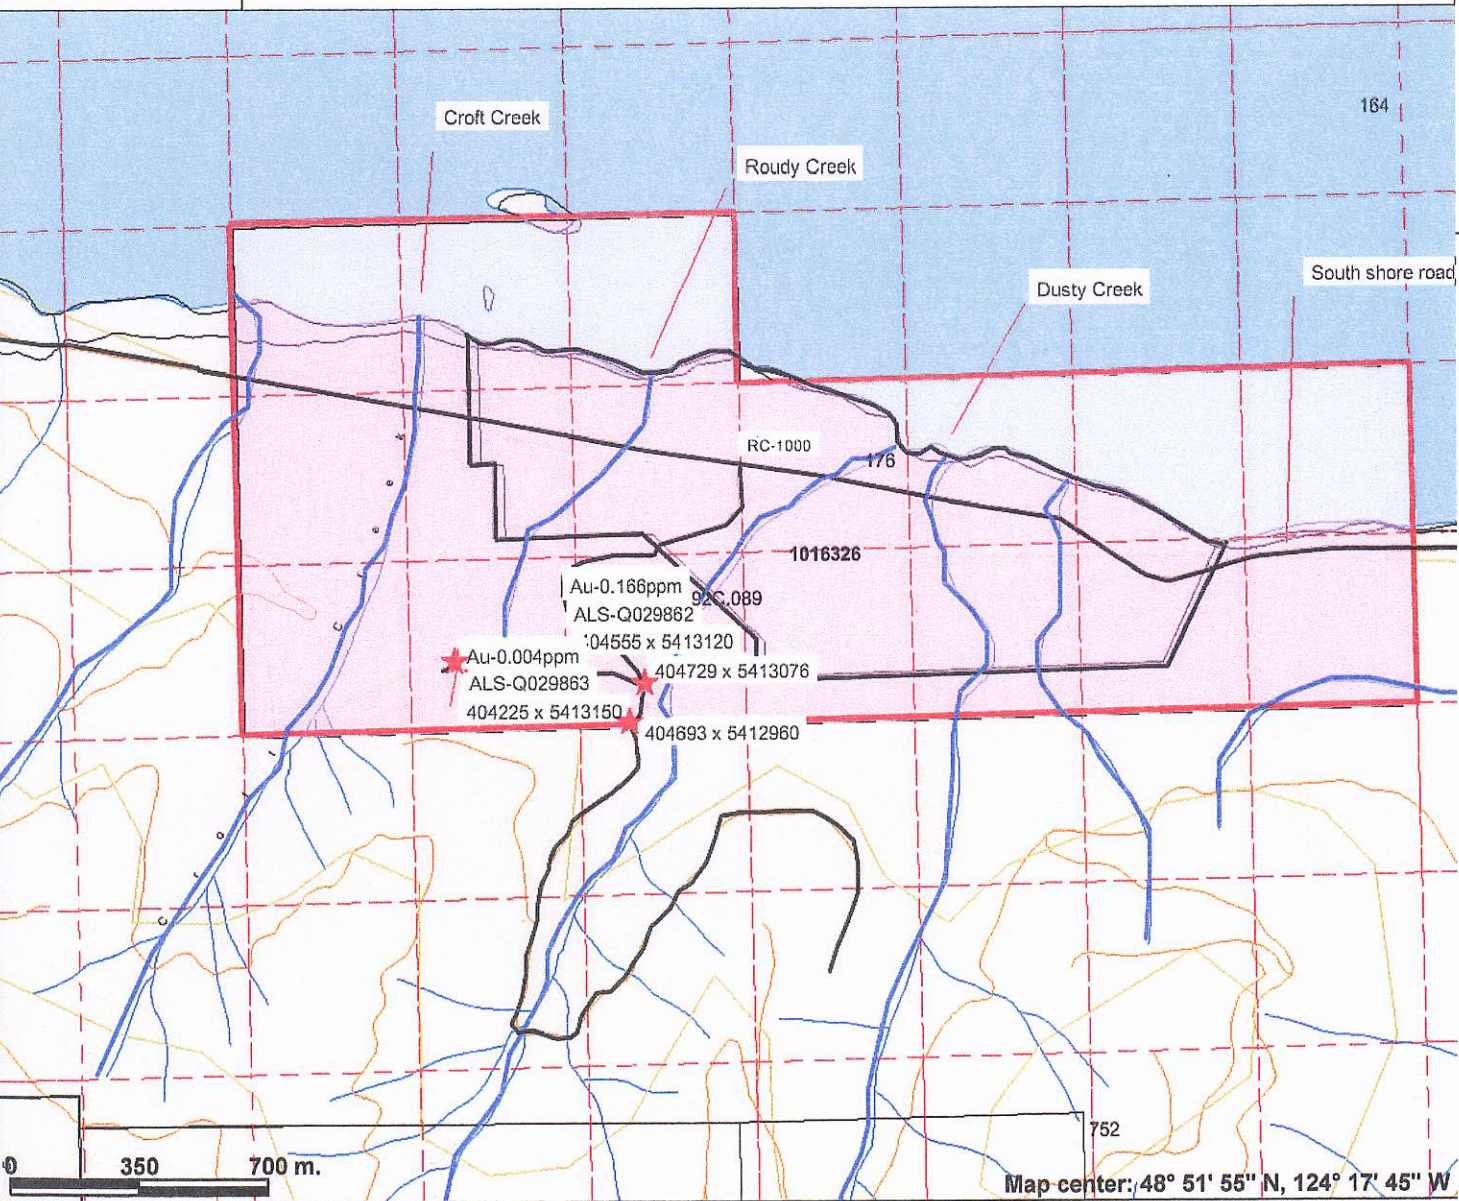 164
Croft Creek
Roudy Creek
South shore road
Dusty Creek
RC-1000
176
1016326
Au-0.166ppm
92C.089
ALS-Q029862
404555 x 5413120
Au-0.004ppm
404729 x 5413076
ALS-Q029863
404225 x 5413150
404693 x 5412960
C r o f t C r e e k
752
0 350 700 m.
Map center: 48° 51' 55" N, 124° 17' 45" W